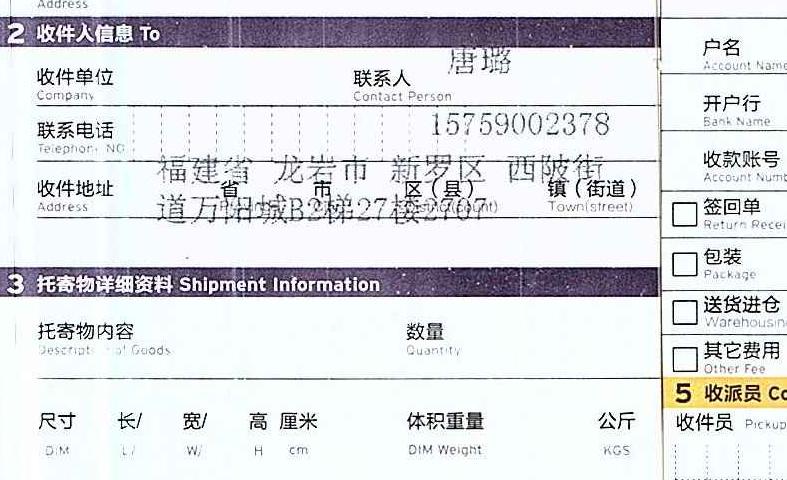 Address
2 收件人信息 To
唐璐
收件单位 联系人
Company Contact Person
15759002378
联系电话
Telephone NO
福建省 龙岩市 新罗区 西陂街
收件地址 省 市 区（县） 镇（街道）
Address Town(street)
道万阳城B2梯27楼2707
3 托寄物详细资料 Shipment Information
托寄物内容 数量
Descript of Goods Quantity
尺寸 长/ 宽/ 高 厘米 体积重量 公斤
DIM L/ W/ H cm DIM Weight KGS
户名
Account Name
开户行
Bank Name
收款账号
Account Numb
签回单
Return Recei
包装
Package
送货进仓
Warehousin
其它费用
Other Fee
5 收派员 Co
收件员 Pickup